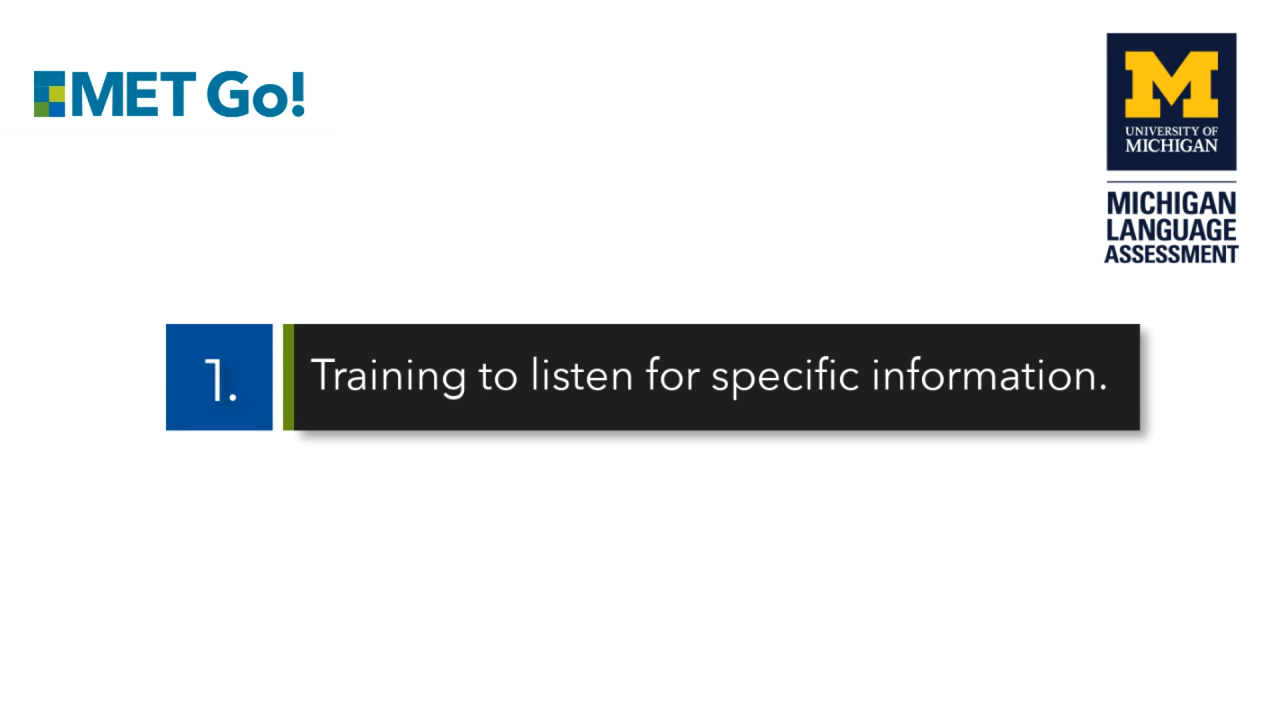 MET Go!
M
UNIVERSITY OF
MICHIGAN
MICHIGAN
LANGUAGE
ASSESSMENT
1.
Training to listen for specific information.